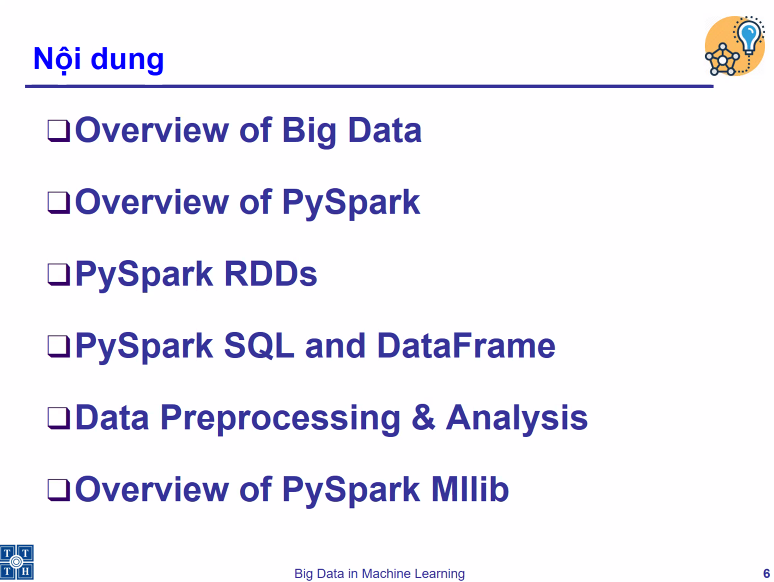 Nội dung
Overview of Big Data
Overview of PySpark
PySpark RDDs
PySpark SQL and DataFrame
Data Preprocessing & Analysis
Overview of PySpark Mllib
T T
T H
Big Data in Machine Learning
6